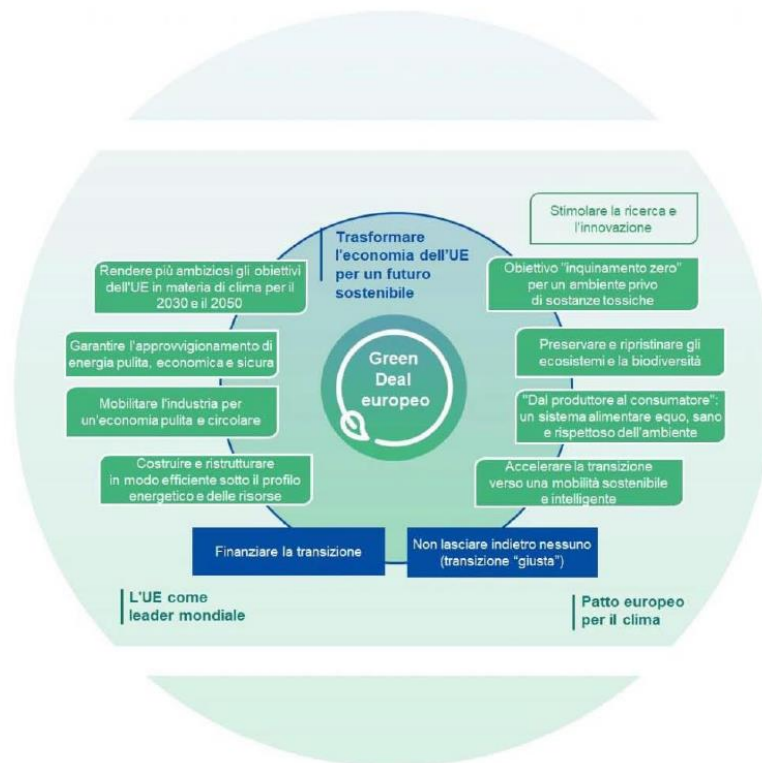 Stimolare la ricerca e
l'innovazione
Trasformare
l'economia dell'UE
per un futuro
sostenibile
Rendere più ambiziosi gli obiettivi
dell'UE in materia di clima per il
2030 e il 2050
Obiettivo "inquinamento zero"
per un ambiente privo
di sostanze tossiche
Garantire l'approvvigionamento di
energia pulita, economica e sicura
Preservare e ripristinare gli
ecosistemi e la biodiversità
Green
Deal
europeo
Mobilitare l'industria per
un'economia pulita e circolare
"Dal produttore al consumatore":
un sistema alimentare equo, sano
e rispettoso dell'ambiente
Costruire e ristrutturare
in modo efficiente sotto il profilo
energetico e delle risorse
Accelerare la transizione
verso una mobilità sostenibile
e intelligente
Finanziare la transizione
Non lasciare indietro nessuno
(transizione "giusta")
L'UE come
leader mondiale
Patto europeo
per il clima